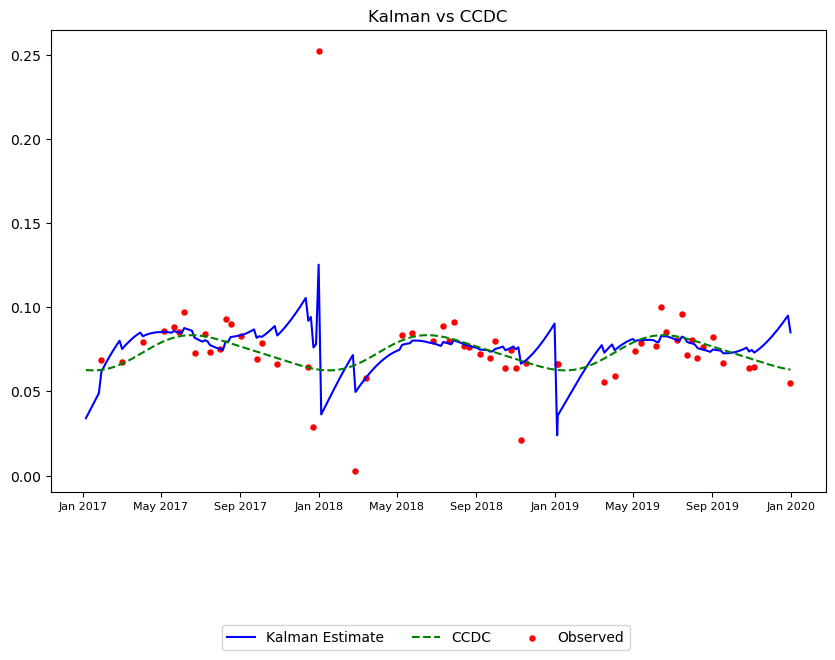 Kalman vs CCDC
0.25
0.20
0.15
0.10
0.05
0.00
Jan 2017 May 2017 Sep 2017 Jan 2018 May 2018 Sep 2018 Jan 2019 May 2019 Sep 2019 Jan 2020
Kalman Estimate CCDC Observed